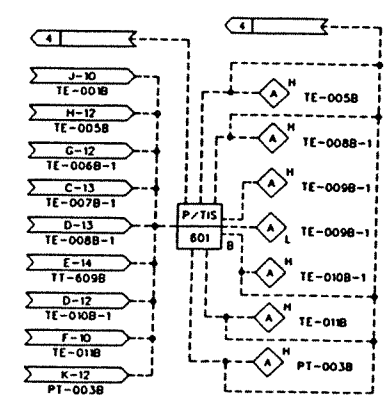 4
4
J-10
TE-001B
H-12
TE-005B
G-12
TE-006B-1
C-13
TE-007B-1
D-13
TE-008B-1
E-14
TT-609B
D-12
TE-010B-1
F-10
TE-011B
K-12
PT-003B
P/TIS
601
B
A H TE-005B
A H TE-008B-1
A H TE-009B-1
A L TE-009B-1
A H TE-010B-1
A H TE-011B
A H PT-003B